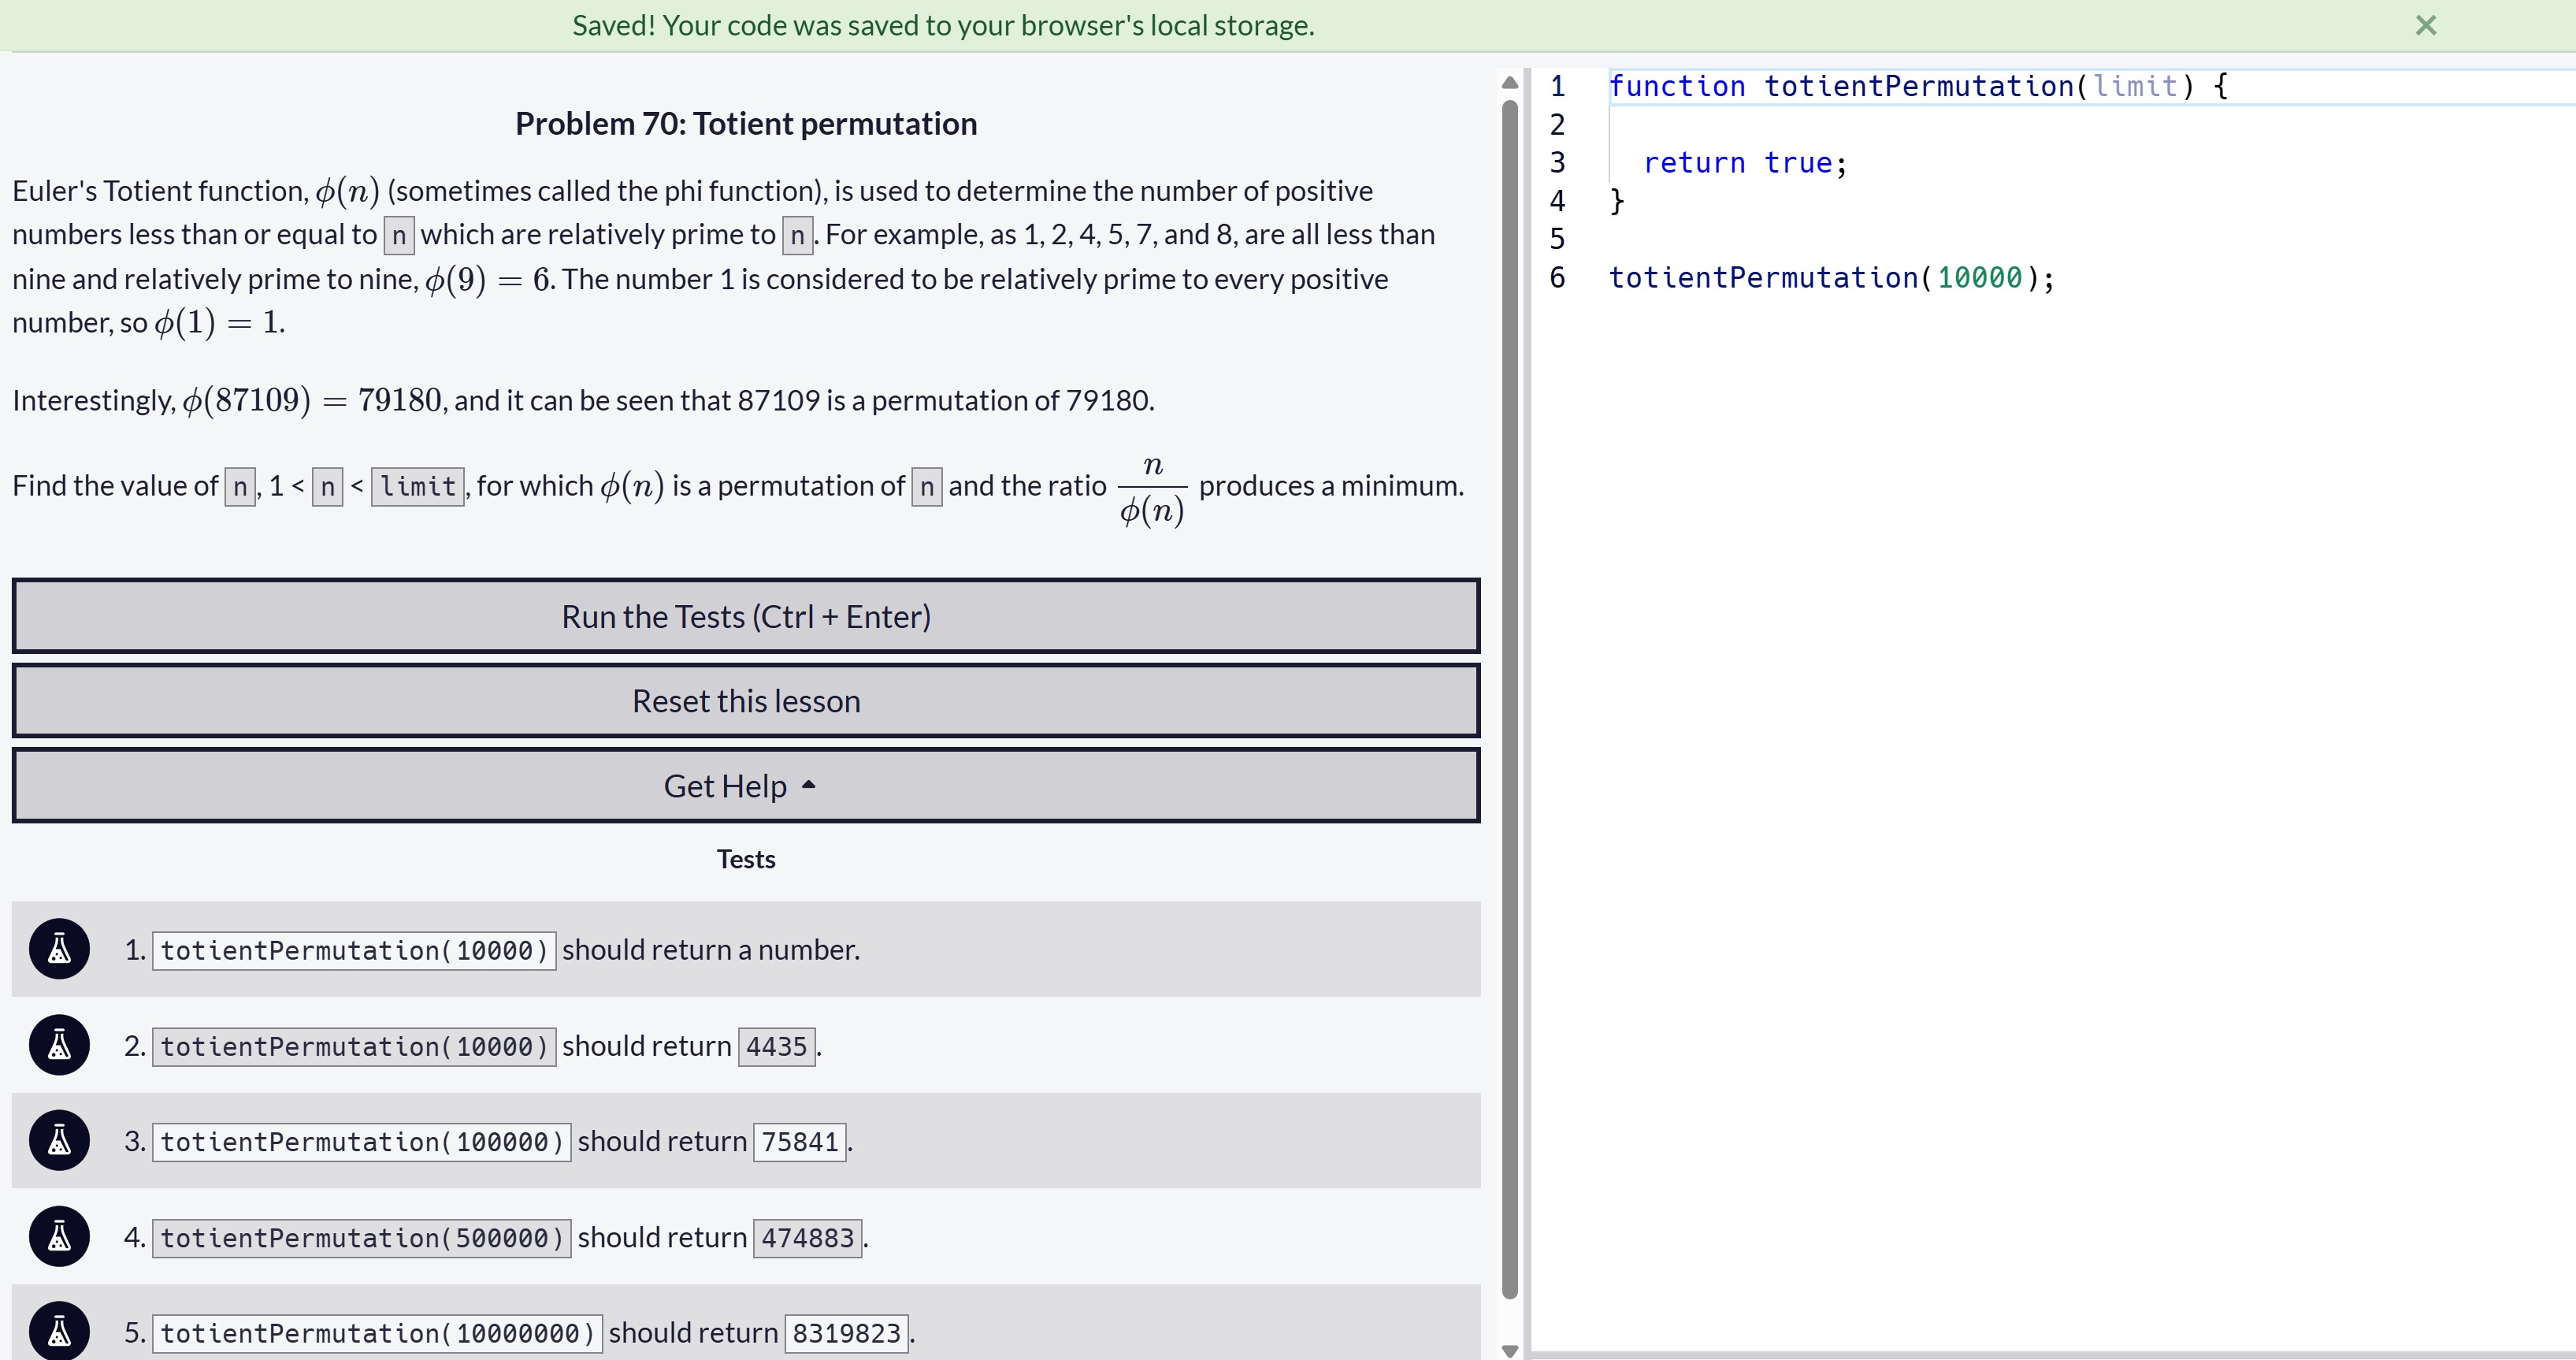 Saved! Your code was saved to your browser's local storage.
×
Problem 70: Totient permutation
Euler's Totient function, ϕ(n) (sometimes called the phi function), is used to determine the number of positive
numbers less than or equal to n which are relatively prime to n. For example, as 1, 2, 4, 5, 7, and 8, are all less than
nine and relatively prime to nine, ϕ(9) = 6. The number 1 is considered to be relatively prime to every positive
number, so ϕ(1) = 1.
Interestingly, ϕ(87109) = 79180, and it can be seen that 87109 is a permutation of 79180.
Find the value of n, 1 < n < limit, for which ϕ(n) is a permutation of n and the ratio n/ϕ(n) produces a minimum.
Run the Tests (Ctrl + Enter)
Reset this lesson
Get Help
Tests
1. totientPermutation(10000) should return a number.
2. totientPermutation(10000) should return 4435.
3. totientPermutation(100000) should return 75841.
4. totientPermutation(500000) should return 474883.
5. totientPermutation(10000000) should return 8319823.
1 function totientPermutation(limit) {
2
3   return true;
4 }
5
6 totientPermutation(10000);